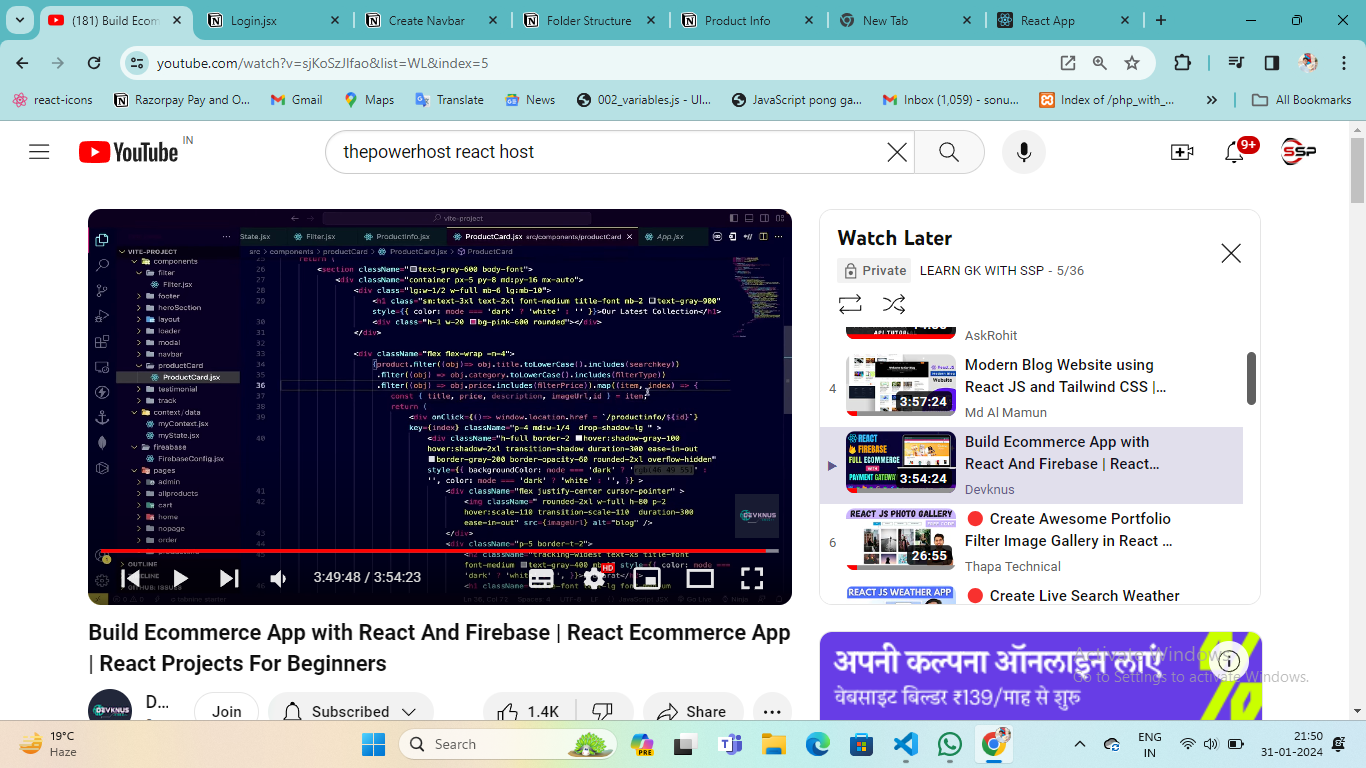 (181) Build Ecom
Login.jsx
Create Navbar
Folder Structure
Product Info
New Tab
React App
youtube.com/watch?v=sjKoSzJIfao&list=WL&index=5
react-icons
Razorpay Pay and O...
Gmail
Maps
Translate
News
002_variables.js - Ul...
JavaScript pong ga...
Inbox (1,059) - sonu...
Index of /php_with_...
All Bookmarks
YouTube IN
thepowerhost react host
9+
SSP
vite-project
State.jsx
Filter.jsx
ProductInfo.jsx
ProductCard.jsx src/components/productCard
App.jsx
src > components > productCard > ProductCard.jsx > ProductCard
VITE-PROJECT
components
filter
Filter.jsx
footer
heroSection
layout
loader
modal
navbar
productCard
ProductCard.jsx
testimonial
track
context/data
myContext.jsx
myState.jsx
fireabase
FirebaseConfig.jsx
pages
admin
allproducts
cart
home
nopage
order
OUTLINE
25 return (
26 <section className="text-gray-600 body-font">
27 <div className="container px-5 py-8 md:py-16 mx-auto">
28 <div class="lg:w-1/2 w-full mb-6 lg:mb-10">
29 <h1 class="sm:text-3xl text-2xl font-medium title-font mb-2 text-gray-900"
style={{ color: mode === 'dark' ? 'white' : '' }}>Our Latest Collection</h1>
30 <div class="h-1 w-20 bg-pink-600 rounded"></div>
31 </div>
32
33 <div className="flex flex-wrap -m-4">
34 {product.filter((obj)=> obj.title.toLowerCase().includes(searchkey))
35 .filter((obj) => obj.category.toLowerCase().includes(filterType))
36 .filter((obj) => obj.price.includes(filterPrice)).map((item, index) => {
37 const { title, price, description, imageUrl,id } = item;
38 return (
39 <div onClick={()=> window.location.href = `/productinfo/${id}`}
key={index} className="p-4 md:w-1/4 drop-shadow-lg " >
40 <div className="h-full border-2 hover:shadow-gray-100
hover:shadow-2xl transition-shadow duration-300 ease-in-out
border-gray-200 border-opacity-60 rounded-2xl overflow-hidden"
style={{ backgroundColor: mode === 'dark' ? 'rgb(46 49 55)' :
'', color: mode === 'dark' ? 'white' : '', }} >
41 <div className="flex justify-center cursor-pointer" >
42 <img className=" rounded-2xl w-full h-80 p-2
hover:scale-110 transition-scale-110 duration-300
ease-in-out" src={imageUrl} alt="blog" />
43 </div>
44 <div className="p-5 border-t-2">
DEVKNUS
3:49:48 / 3:54:23
HD
Build Ecommerce App with React And Firebase | React Ecommerce App
| React Projects For Beginners
D...
Join
Subscribed
1.4K
Share
Watch Later
Private
LEARN GK WITH SSP - 5/36
AskRohit
4
3:57:24
Modern Blog Website using
React JS and Tailwind CSS |...
Md Al Mamun
REACT
FIREBASE
FULL ECOMMERCE
WITH
PAYMENT GATEWAY
3:54:24
Build Ecommerce App with
React And Firebase | React...
Devknus
6
REACT JS PHOTO GALLERY
26:55
Create Awesome Portfolio
Filter Image Gallery in React ...
Thapa Technical
REACT JS WEATHER APP
Create Live Search Weather
अपनी कल्पना ऑनलाइन लाएं
वेबसाइट बिल्डर ₹139/माह से शुरू
Activate Windows
Go to Settings to activate Windows.
19°C
Haze
Search
PRE
ENG
IN
21:50
31-01-2024